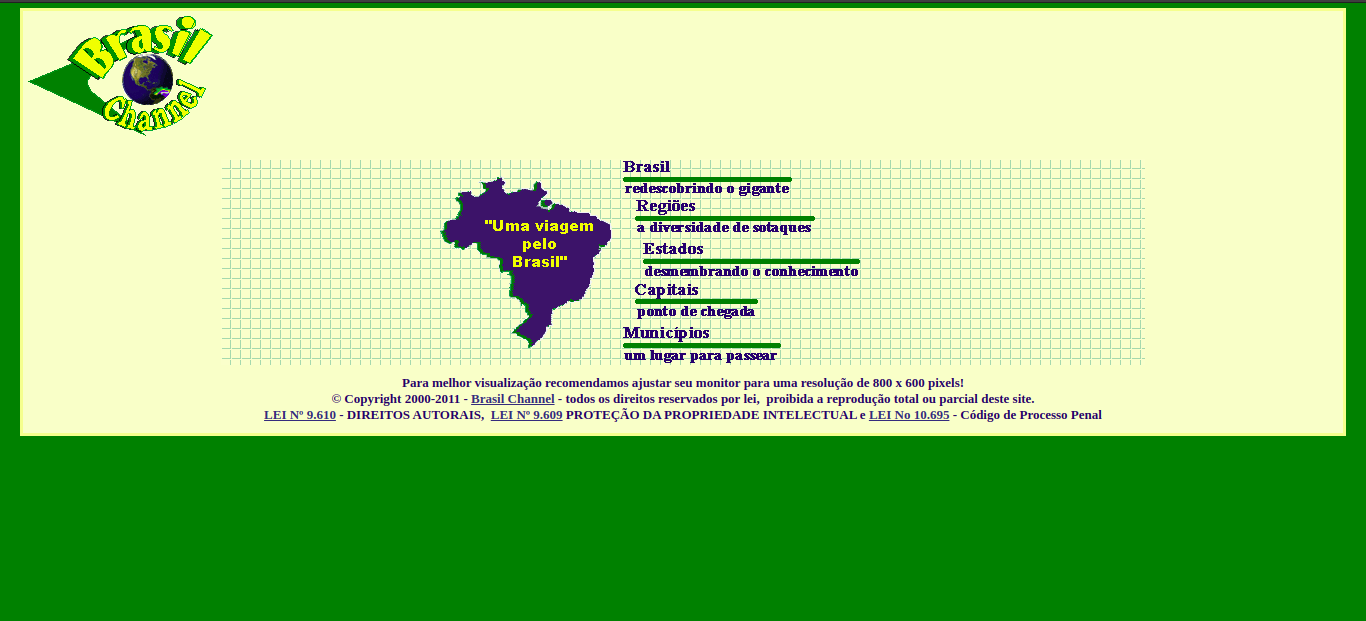 Brasil
Channel
"Uma viagem
pelo
Brasil"
Brasil
redescobrindo o gigante
Regiões
a diversidade de sotaques
Estados
desmembrando o conhecimento
Capitais
ponto de chegada
Municípios
um lugar para passear
Para melhor visualização recomendamos ajustar seu monitor para uma resolução de 800 x 600 pixels!
© Copyright 2000-2011 - Brasil Channel - todos os direitos reservados por lei,  proibida a reprodução total ou parcial deste site.
LEI Nº 9.610 - DIREITOS AUTORAIS,  LEI Nº 9.609 PROTEÇÃO DA PROPRIEDADE INTELECTUAL e LEI No 10.695 - Código de Processo Penal